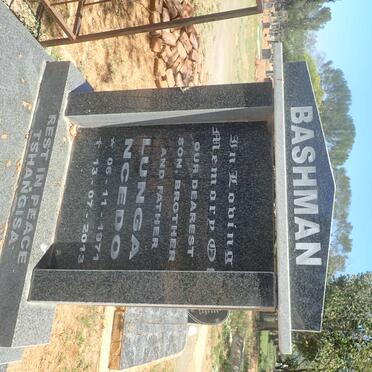 BASHMAN
In Loving
Memory Of
OUR DEAREST
SON, BROTHER
AND FATHER
LUNGA
NCEDO
* 05 · 11 · 1971
† 13 · 07 · 2013
REST IN PEACE
TSHANGISA